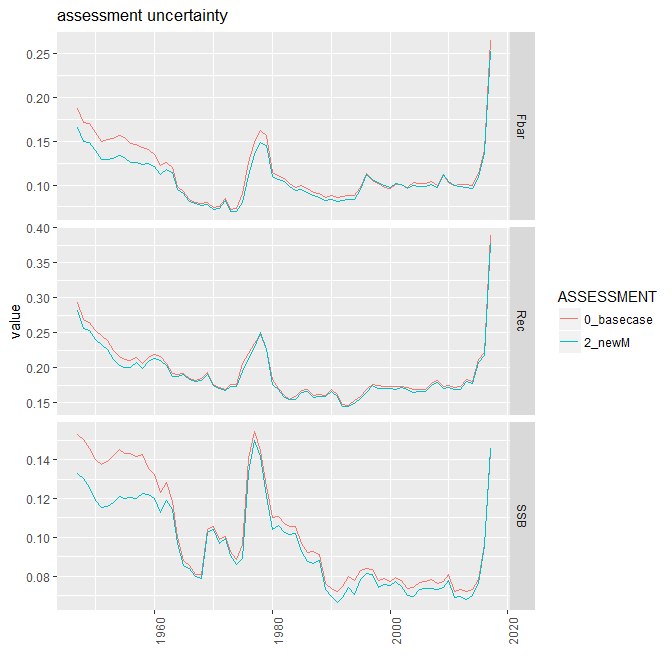 assessment uncertainty
value
0.25
0.20
0.15
0.10
Fbar
0.40
0.35
0.30
0.25
0.20
0.15
Rec
0.14
0.12
0.10
0.08
SSB
1960
1980
2000
2020
ASSESSMENT
0_basecase
2_newM